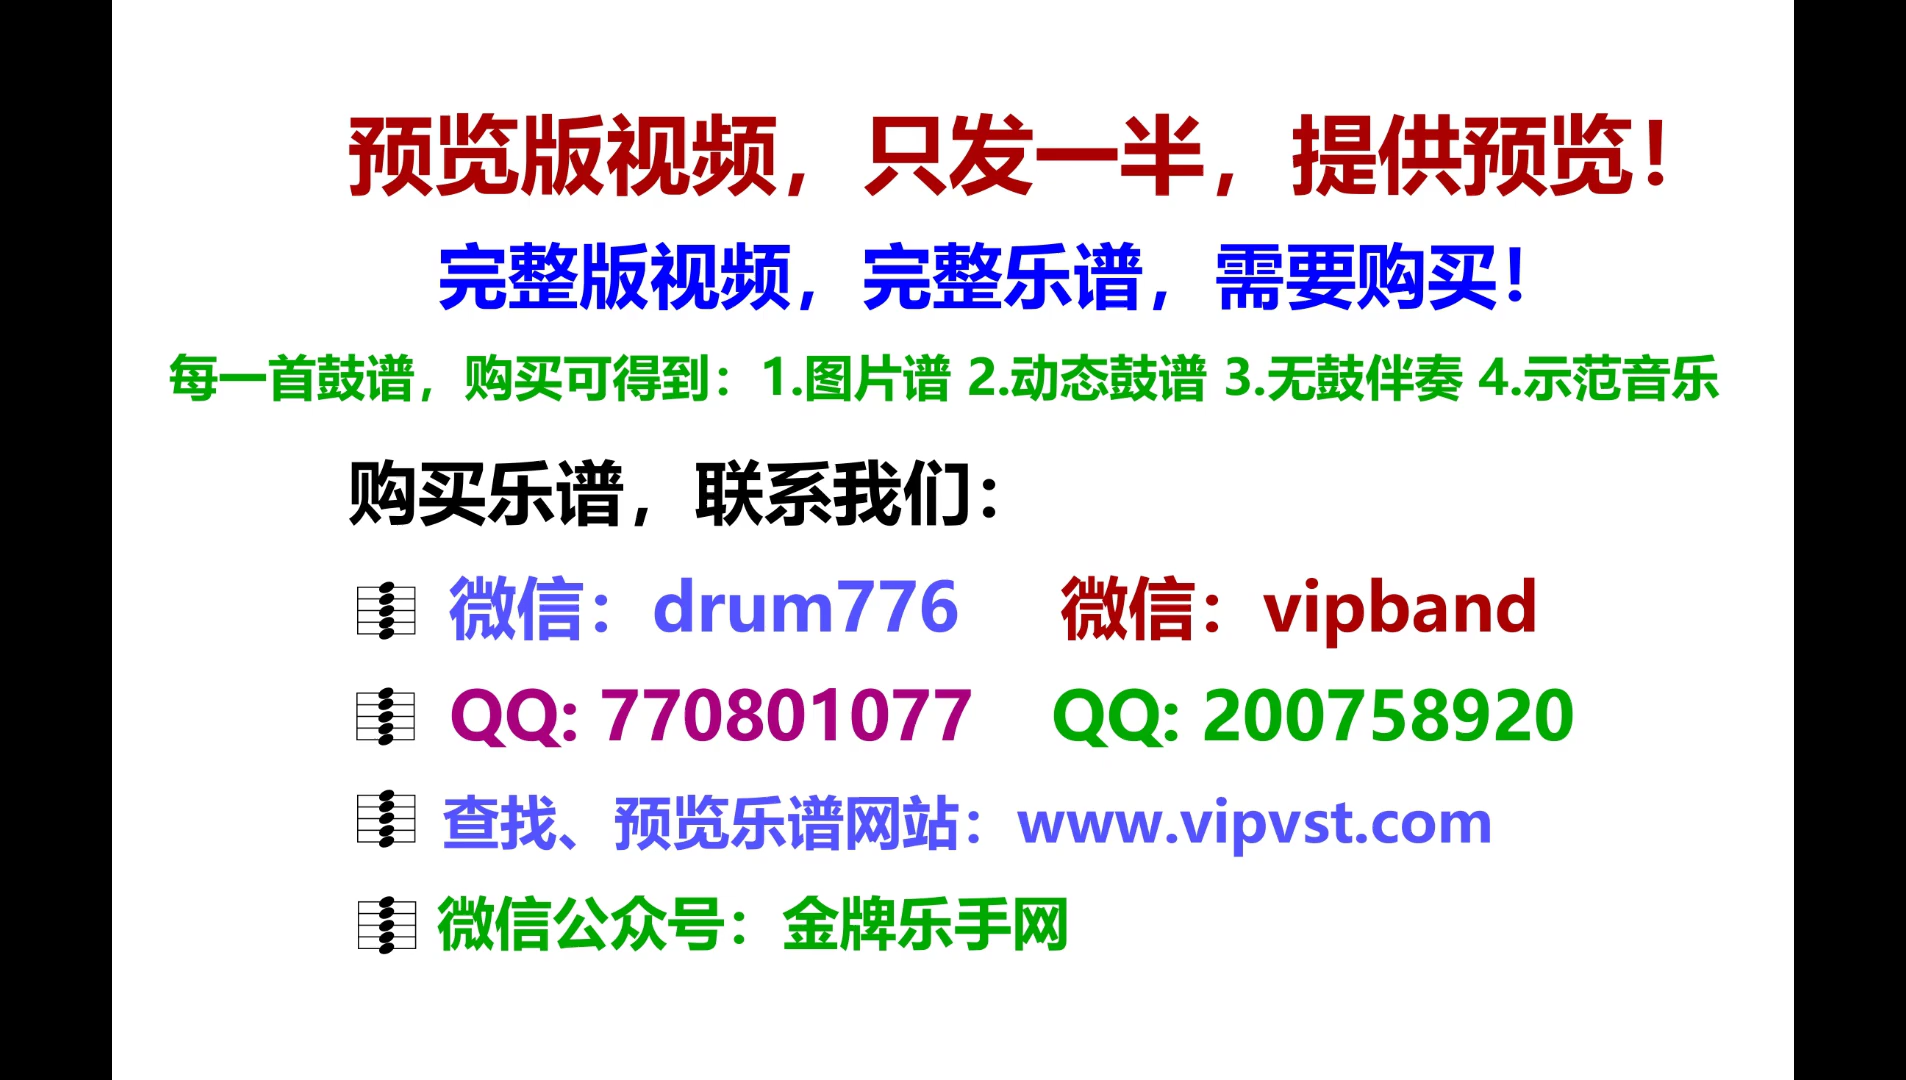 预览版视频，只发一半，提供预览！
完整版视频，完整乐谱，需要购买！
每一首鼓谱，购买可得到：1.图片谱 2.动态鼓谱 3.无鼓伴奏 4.示范音乐
购买乐谱，联系我们：
微信：drum776 微信：vipband
QQ: 770801077 QQ: 200758920
查找、预览乐谱网站：www.vipvst.com
微信公众号：金牌乐手网